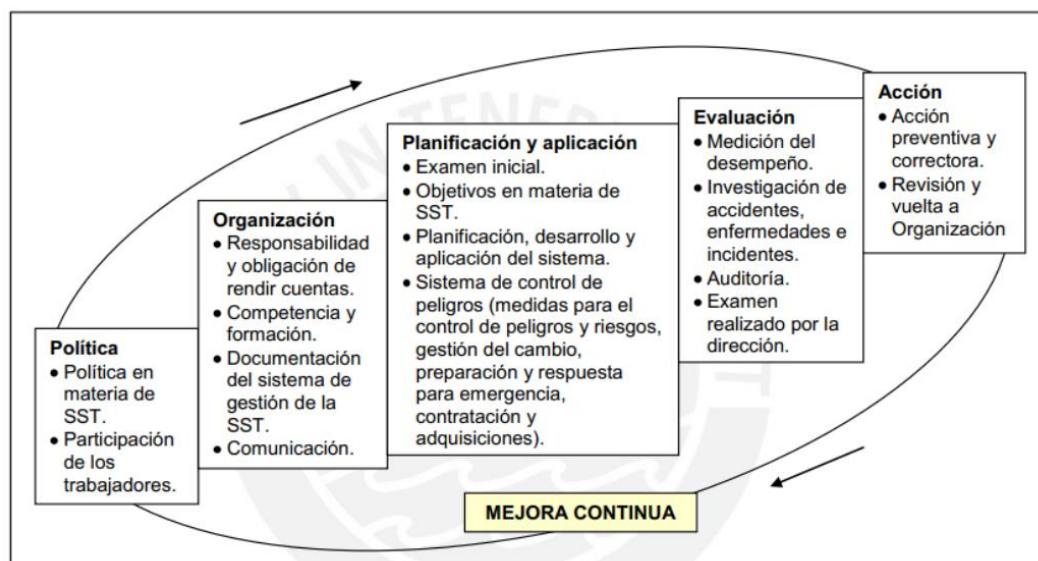 Política
• Política en
materia de
SST.
• Participación
de los
trabajadores.
Organización
• Responsabilidad
y obligación de
rendir cuentas.
• Competencia y
formación.
• Documentación
del sistema de
gestión de la
SST.
• Comunicación.
Planificación y aplicación
• Examen inicial.
• Objetivos en materia de
SST.
• Planificación, desarrollo y
aplicación del sistema.
• Sistema de control de
peligros (medidas para el
control de peligros y riesgos,
gestión del cambio,
preparación y respuesta
para emergencia,
contratación y
adquisiciones).
Evaluación
• Medición del
desempeño.
• Investigación de
accidentes,
enfermedades e
incidentes.
• Auditoría.
• Examen
realizado por la
dirección.
Acción
• Acción
preventiva y
correctora.
• Revisión y
vuelta a
Organización
MEJORA CONTINUA
IN TENEB